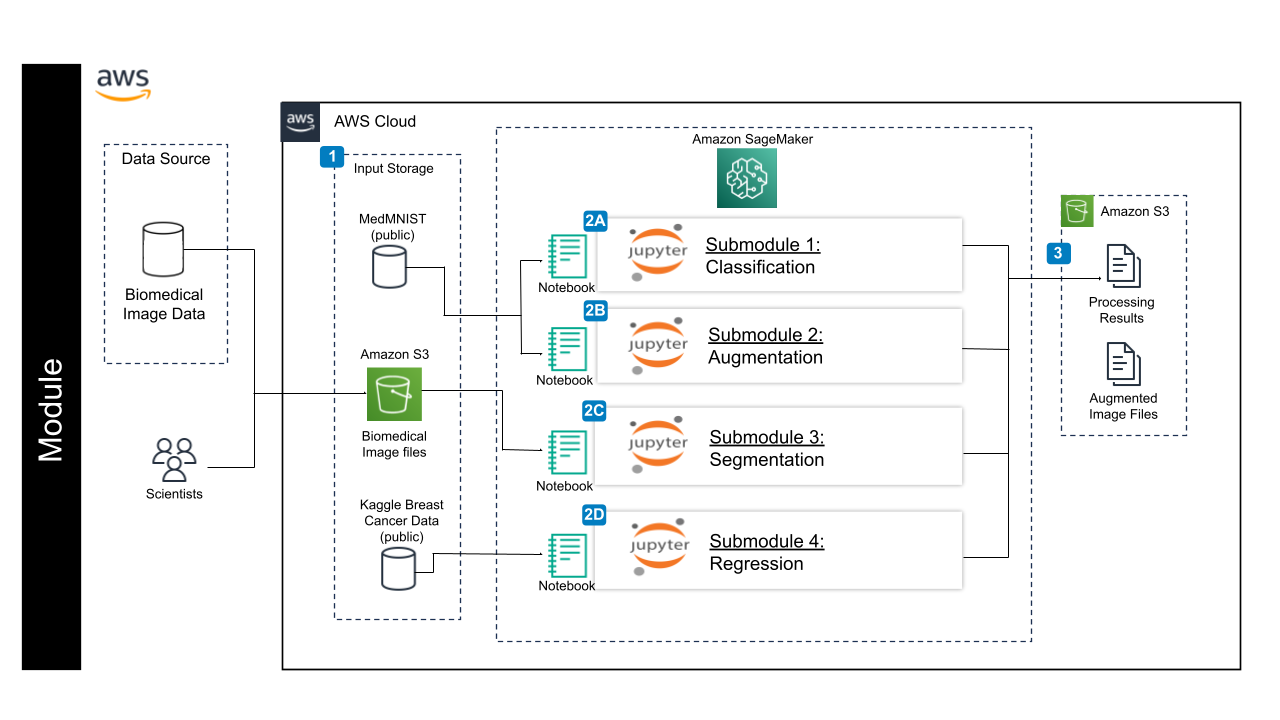 Module
aws
Data Source
Biomedical
Image Data
Scientists
aws
AWS Cloud
1
Input Storage
MedMNIST
(public)
Amazon S3
Biomedical
Image files
Kaggle Breast
Cancer Data
(public)
Amazon SageMaker
2A
Notebook
jupyter
Submodule 1:
Classification
2B
Notebook
jupyter
Submodule 2:
Augmentation
2C
Notebook
jupyter
Submodule 3:
Segmentation
2D
Notebook
jupyter
Submodule 4:
Regression
3
Amazon S3
Processing
Results
Augmented
Image Files